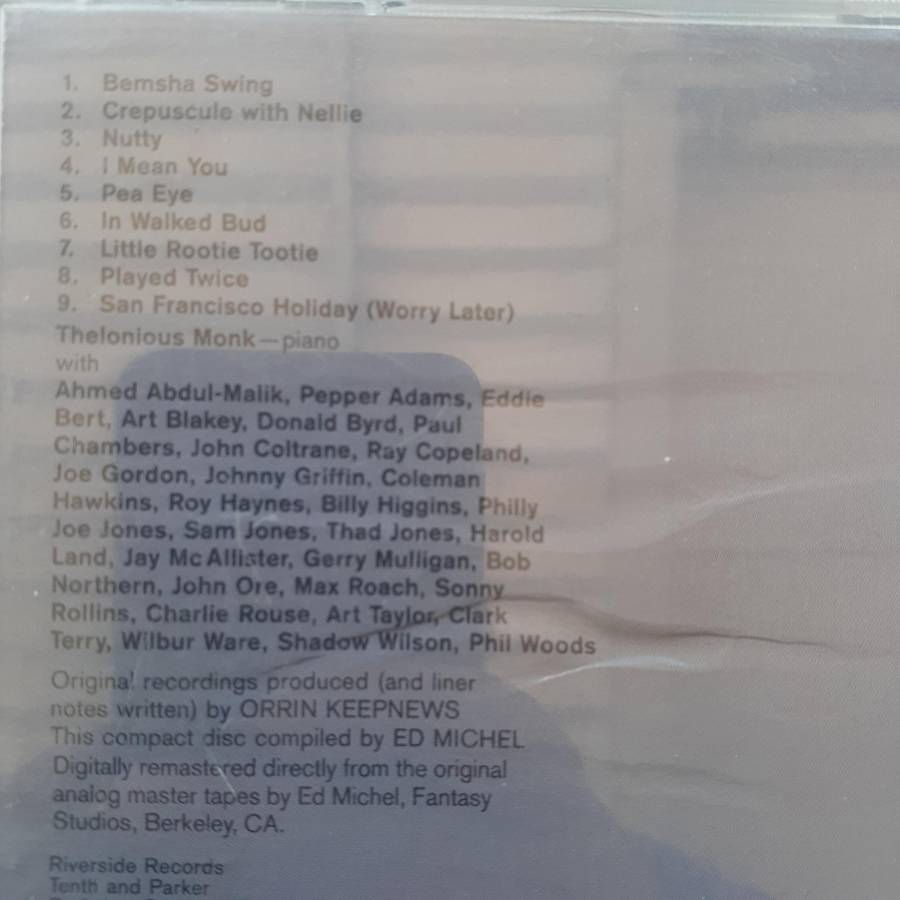 1. Bemsha Swing
2. Crepuscule with Nellie
3. Nutty
4. I Mean You
5. Pea Eye
6. In Walked Bud
7. Little Rootie Tootie
8. Played Twice
9. San Francisco Holiday (Worry Later)
Thelonious Monk—piano
with
Ahmed Abdul-Malik, Pepper Adams, Eddie
Bert, Art Blakey, Donald Byrd, Paul
Chambers, John Coltrane, Ray Copeland,
Joe Gordon, Johnny Griffin, Coleman
Hawkins, Roy Haynes, Billy Higgins, Philly
Joe Jones, Sam Jones, Thad Jones, Harold
Land, Jay McAllister, Gerry Mulligan, Bob
Northern, John Ore, Max Roach, Sonny
Rollins, Charlie Rouse, Art Taylor, Clark
Terry, Wilbur Ware, Shadow Wilson, Phil Woods
Original recordings produced (and liner
notes written) by ORRIN KEEPNEWS
This compact disc compiled by ED MICHEL
Digitally remastered directly from the original
analog master tapes by Ed Michel, Fantasy
Studios, Berkeley, CA.
Riverside Records
Tenth and Parker